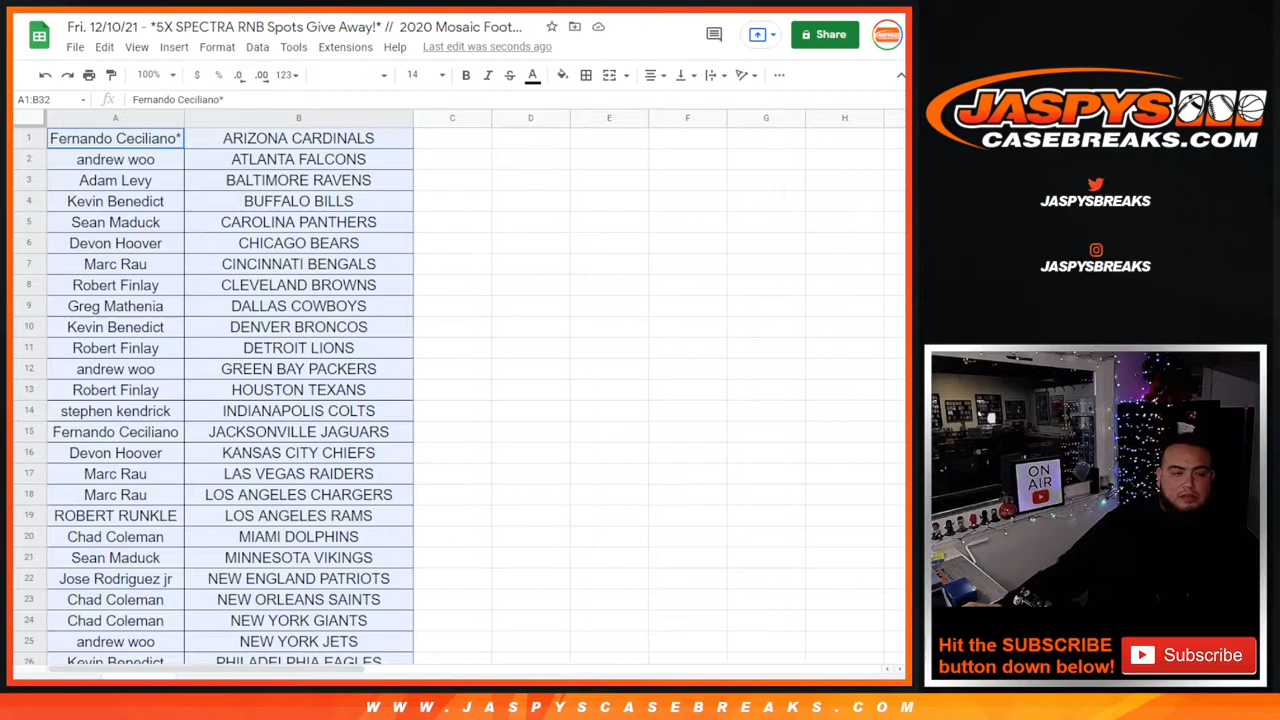 Fri. 12/10/21 - *5X SPECTRA RNB Spots Give Away!* // 2020 Mosaic Foot...
File Edit View Insert Format Data Tools Extensions Help Last edit was seconds ago
Share
100% $ % .0 .00 123 14 B I S A
A1:B32 fx Fernando Ceciliano*
A B C D E F G H
1 Fernando Ceciliano* ARIZONA CARDINALS
2 andrew woo ATLANTA FALCONS
3 Adam Levy BALTIMORE RAVENS
4 Kevin Benedict BUFFALO BILLS
5 Sean Maduck CAROLINA PANTHERS
6 Devon Hoover CHICAGO BEARS
7 Marc Rau CINCINNATI BENGALS
8 Robert Finlay CLEVELAND BROWNS
9 Greg Mathenia DALLAS COWBOYS
10 Kevin Benedict DENVER BRONCOS
11 Robert Finlay DETROIT LIONS
12 andrew woo GREEN BAY PACKERS
13 Robert Finlay HOUSTON TEXANS
14 stephen kendrick INDIANAPOLIS COLTS
15 Fernando Ceciliano JACKSONVILLE JAGUARS
16 Devon Hoover KANSAS CITY CHIEFS
17 Marc Rau LAS VEGAS RAIDERS
18 Marc Rau LOS ANGELES CHARGERS
19 ROBERT RUNKLE LOS ANGELES RAMS
20 Chad Coleman MIAMI DOLPHINS
21 Sean Maduck MINNESOTA VIKINGS
22 Jose Rodriguez jr NEW ENGLAND PATRIOTS
23 Chad Coleman NEW ORLEANS SAINTS
24 Chad Coleman NEW YORK GIANTS
25 andrew woo NEW YORK JETS
26 Kevin Benedict PHILADELPHIA EAGLES
JASPYS
CASEBREAKS.COM
JASPYSBREAKS
JASPYSBREAKS
ON
AIR
Hit the SUBSCRIBE
button down below!
Subscribe
WWW.JASPYSCASEBREAKS.COM